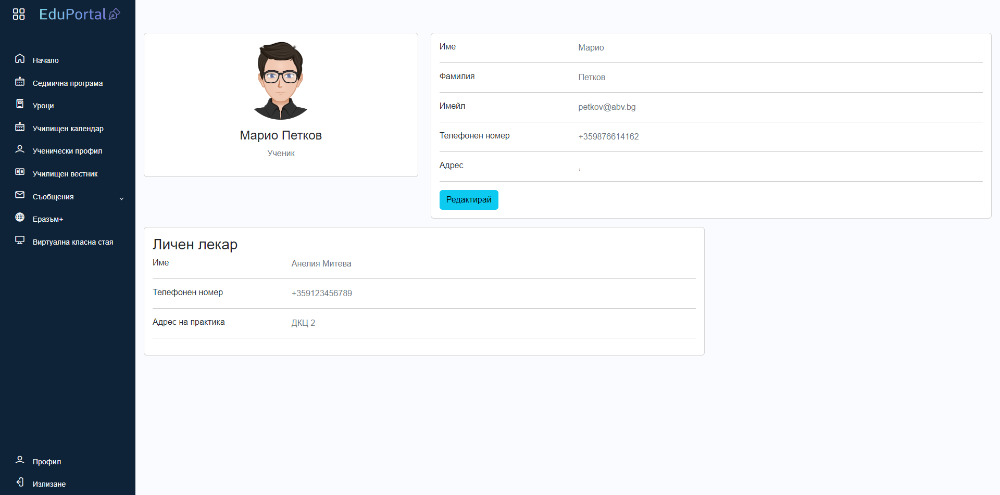 EduPortal
Начало
Седмична програма
Уроци
Училищен календар
Ученически профил
Училищен вестник
Съобщения
Еразъм+
Виртуална класна стая
Профил
Излизане
Марио Петков
Ученик
Име Марио
Фамилия Петков
Имейл petkov@abv.bg
Телефонен номер +359876614162
Адрес ,
Редактирай
Личен лекар
Име Анелия Митева
Телефонен номер +359123456789
Адрес на практика ДКЦ 2